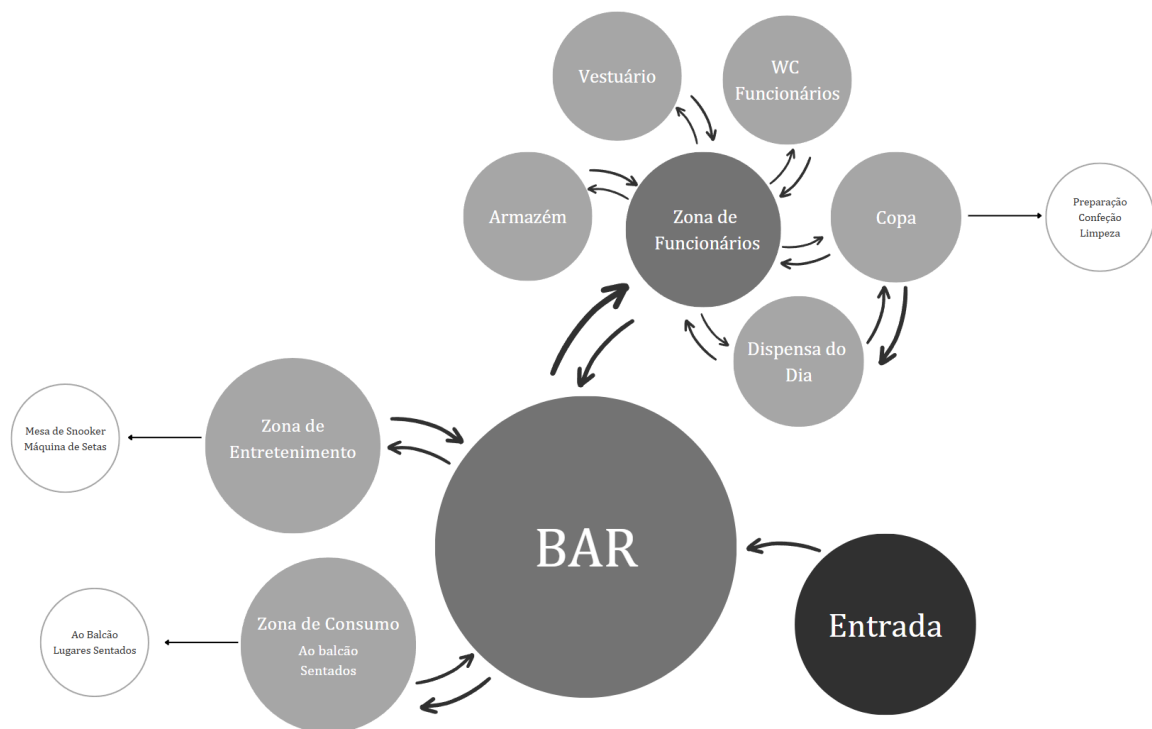 Vestuário
WC
Funcionários
Armazém
Zona de
Funcionários
Copa
Preparação
Confeção
Limpeza
Dispensa do
Dia
Zona de
Entretenimento
Mesa de Snooker
Máquina de Setas
BAR
Entrada
Zona de Consumo
Ao balcão
Sentados
Ao Balcão
Lugares Sentados